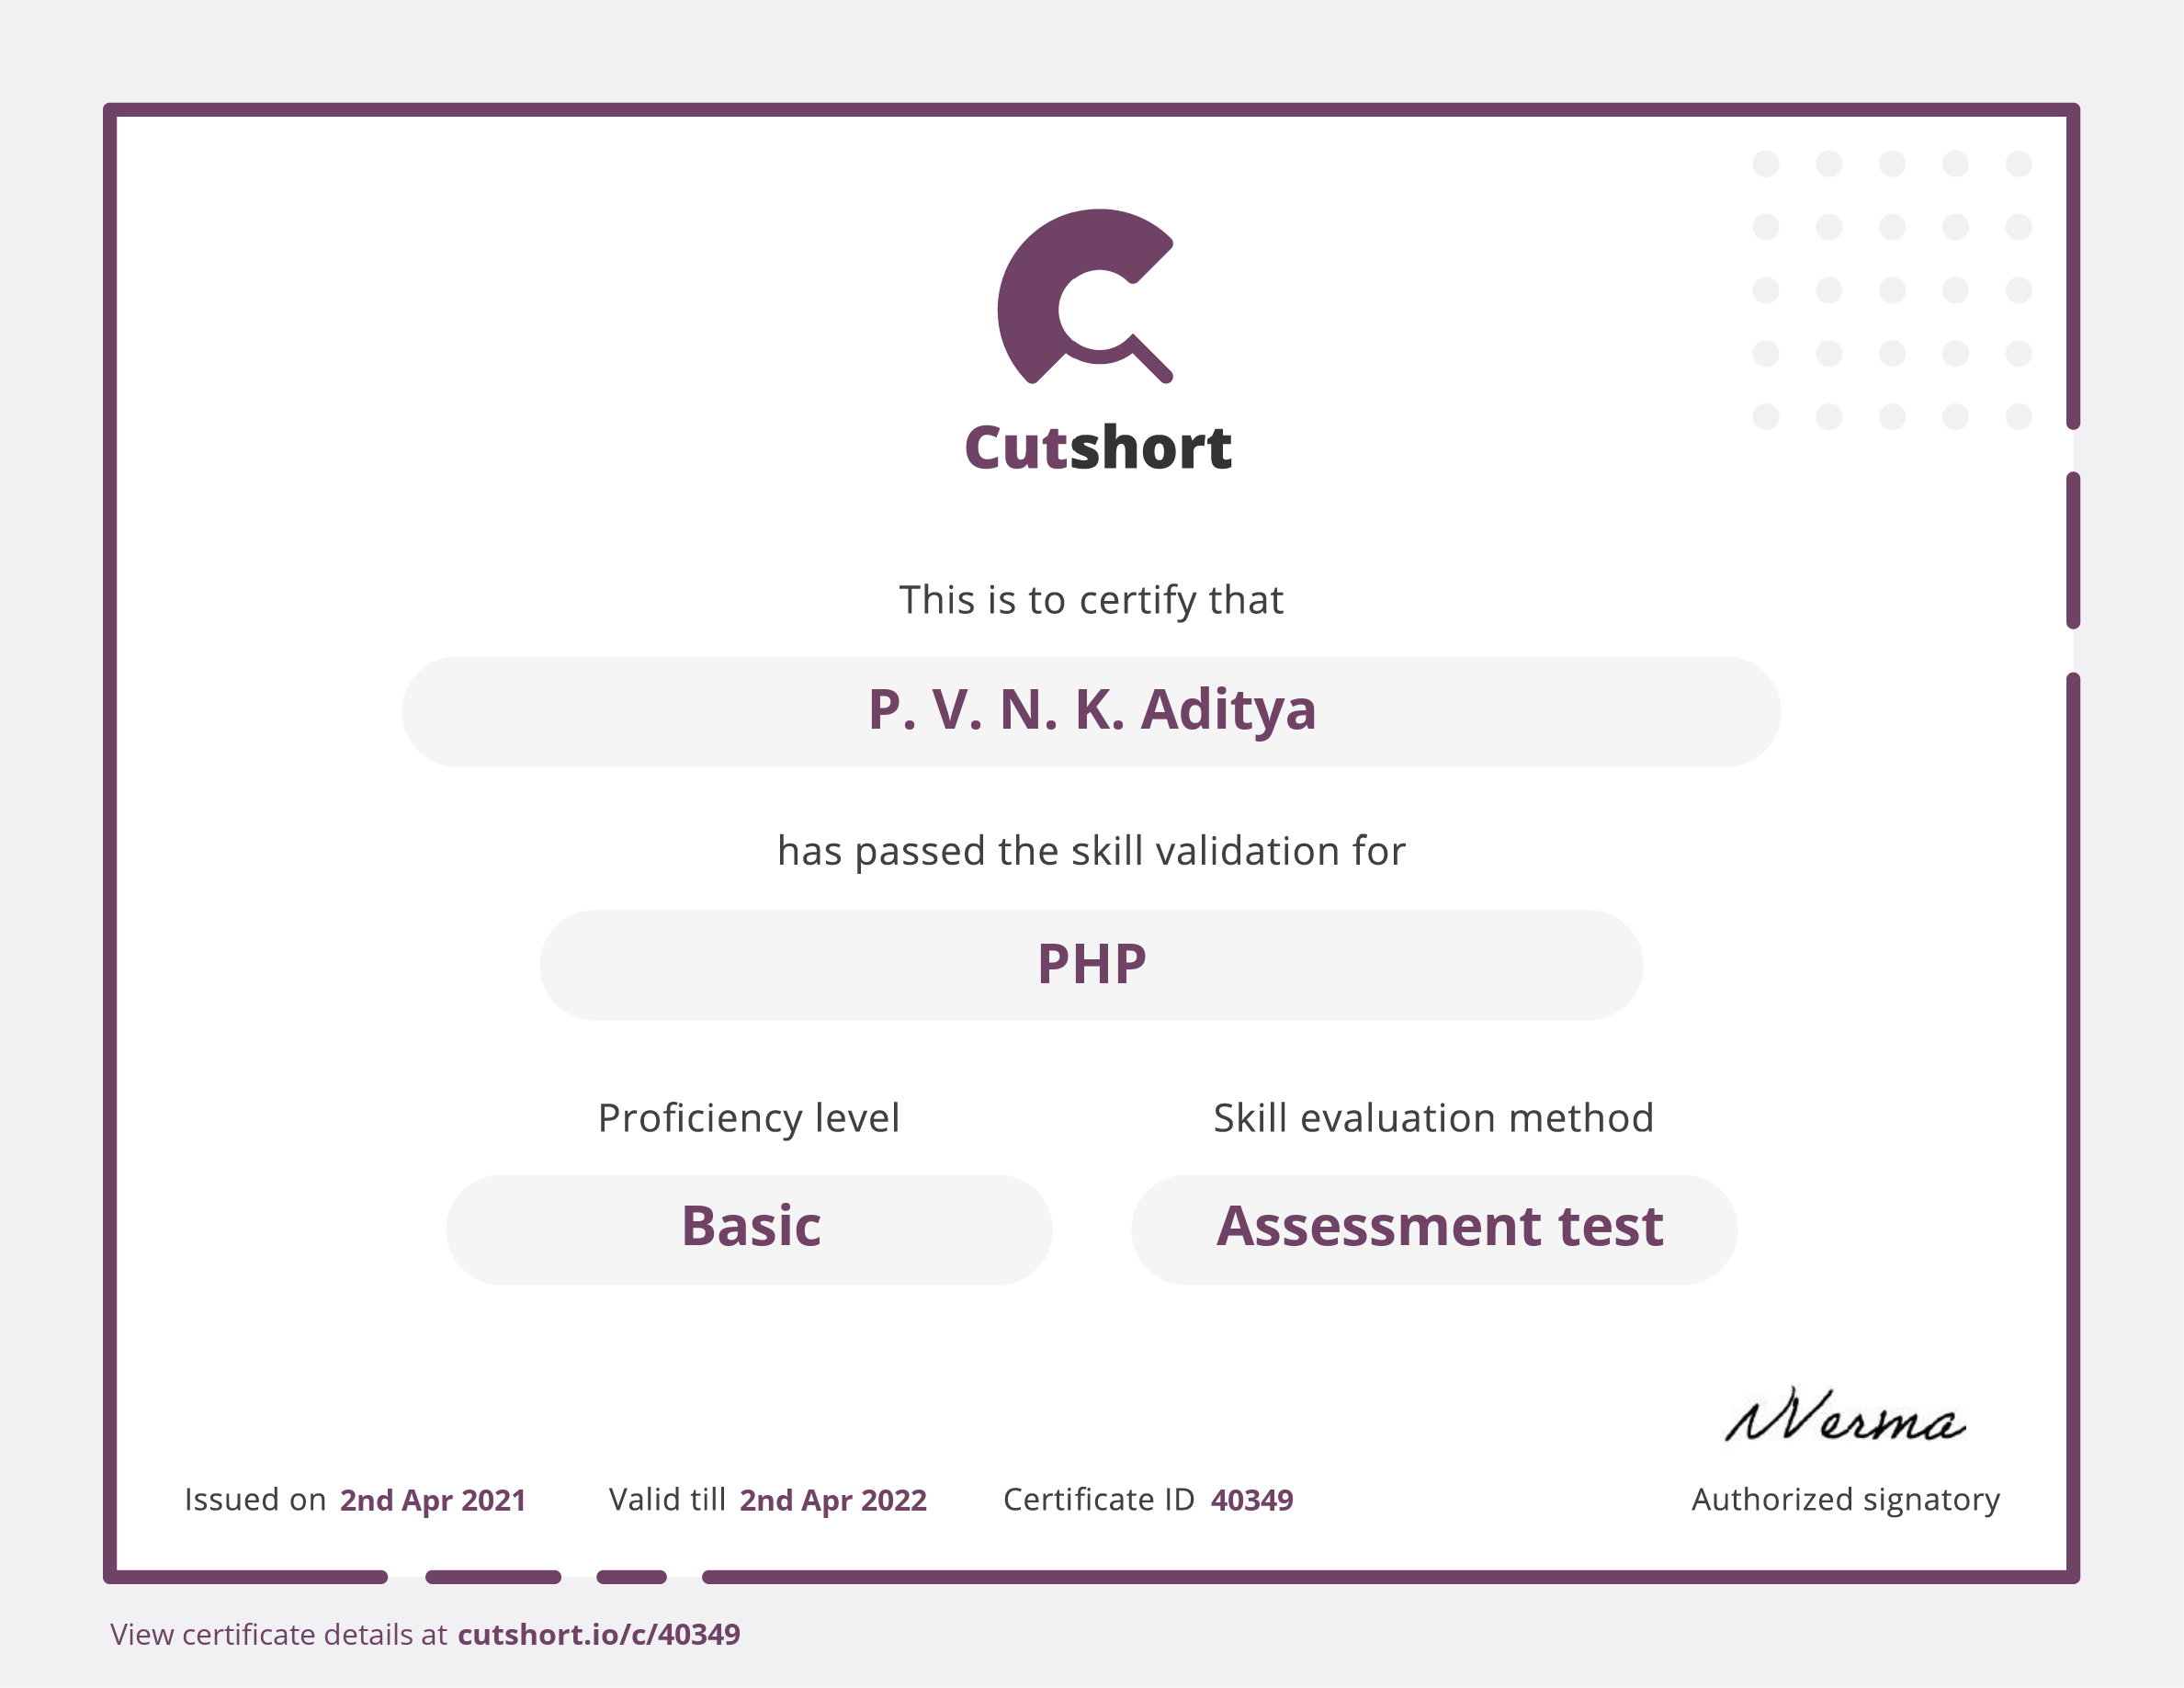 Cutshort
This is to certify that
P. V. N. K. Aditya
has passed the skill validation for
PHP
Proficiency level
Skill evaluation method
Basic
Assessment test
Issued on 2nd Apr 2021
Valid till 2nd Apr 2022
Certificate ID 40349
Authorized signatory
View certificate details at cutshort.io/c/40349